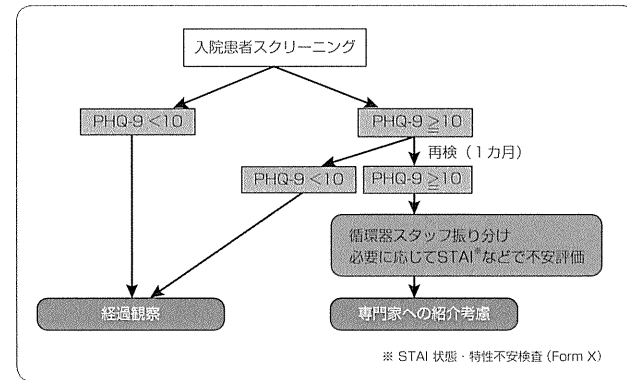 入院患者スクリーニング
PHQ-9 <10
PHQ-9 ≧10
再検（1カ月）
PHQ-9 <10
PHQ-9 ≧10
循環器スタッフ振り分け
必要に応じてSTAI※などで不安評価
経過観察
専門家への紹介考慮
※ STAI 状態・特性不安検査 (Form X)